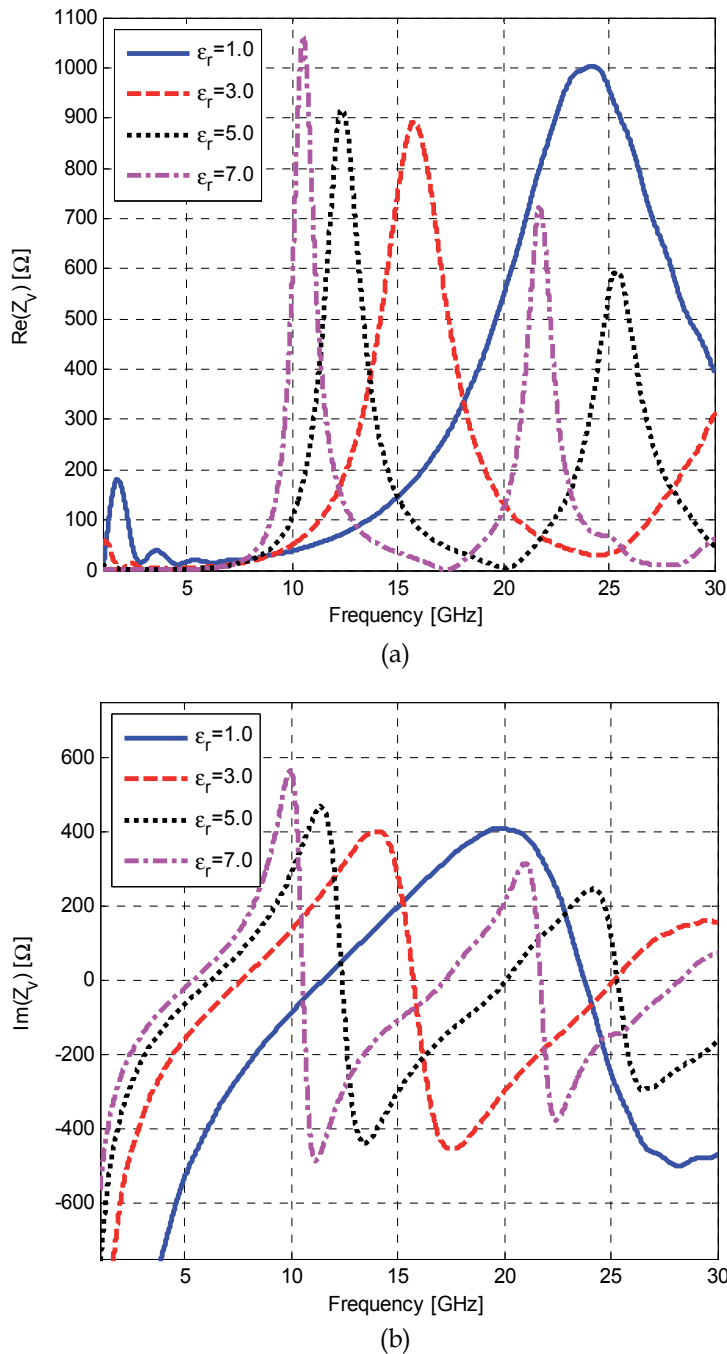 1100
1000
900
800
700
600
500
400
300
200
100
0
Re(Z_V) [Ω]
ε_r=1.0
ε_r=3.0
ε_r=5.0
ε_r=7.0
5 10 15 20 25 30
Frequency [GHz]
(a)
600
400
200
0
-200
-400
-600
Im(Z_V) [Ω]
ε_r=1.0
ε_r=3.0
ε_r=5.0
ε_r=7.0
5 10 15 20 25 30
Frequency [GHz]
(b)